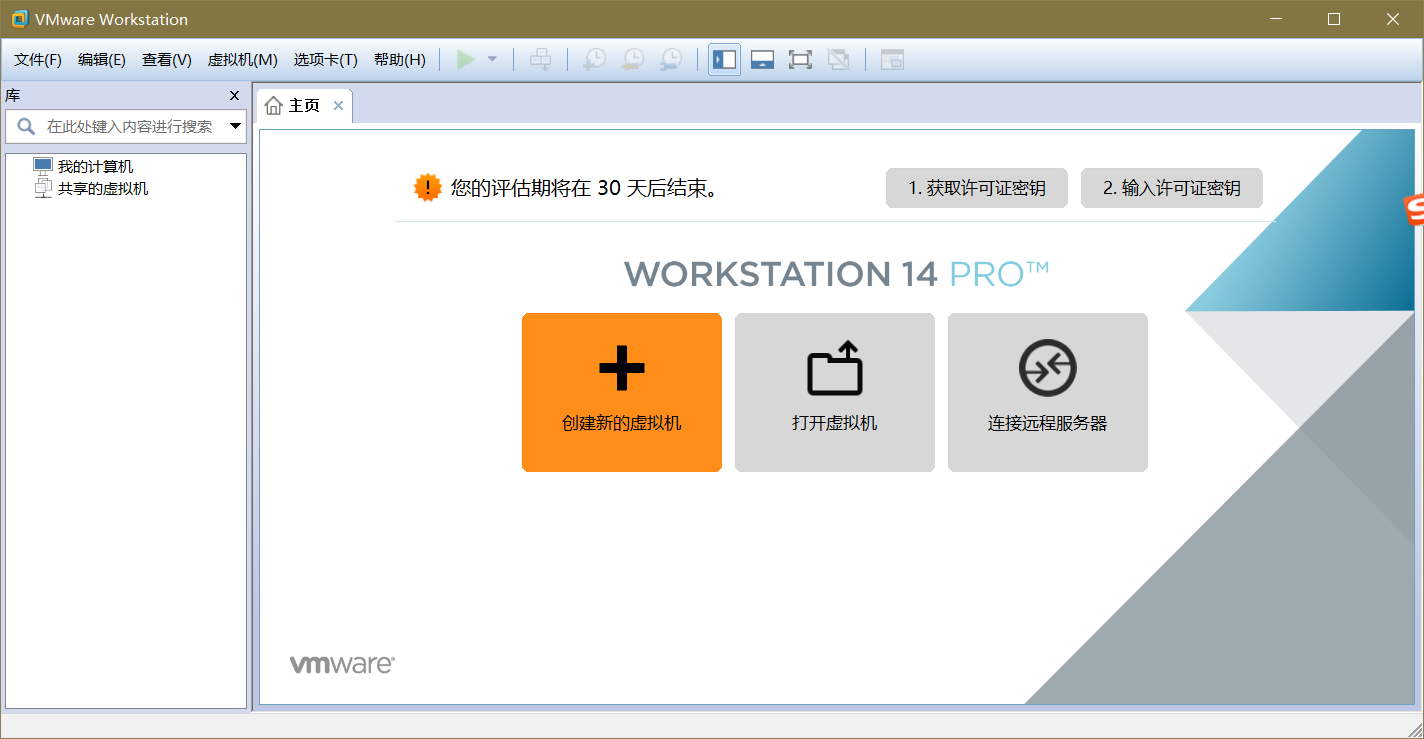 VMware Workstation
文件(F) 编辑(E) 查看(V) 虚拟机(M) 选项卡(T) 帮助(H)
库
在此处键入内容进行搜索
我的计算机
共享的虚拟机
主页
您的评估期将在 30 天后结束。
1. 获取许可证密钥
2. 输入许可证密钥
WORKSTATION 14 PRO™
创建新的虚拟机
打开虚拟机
连接远程服务器
vmware®